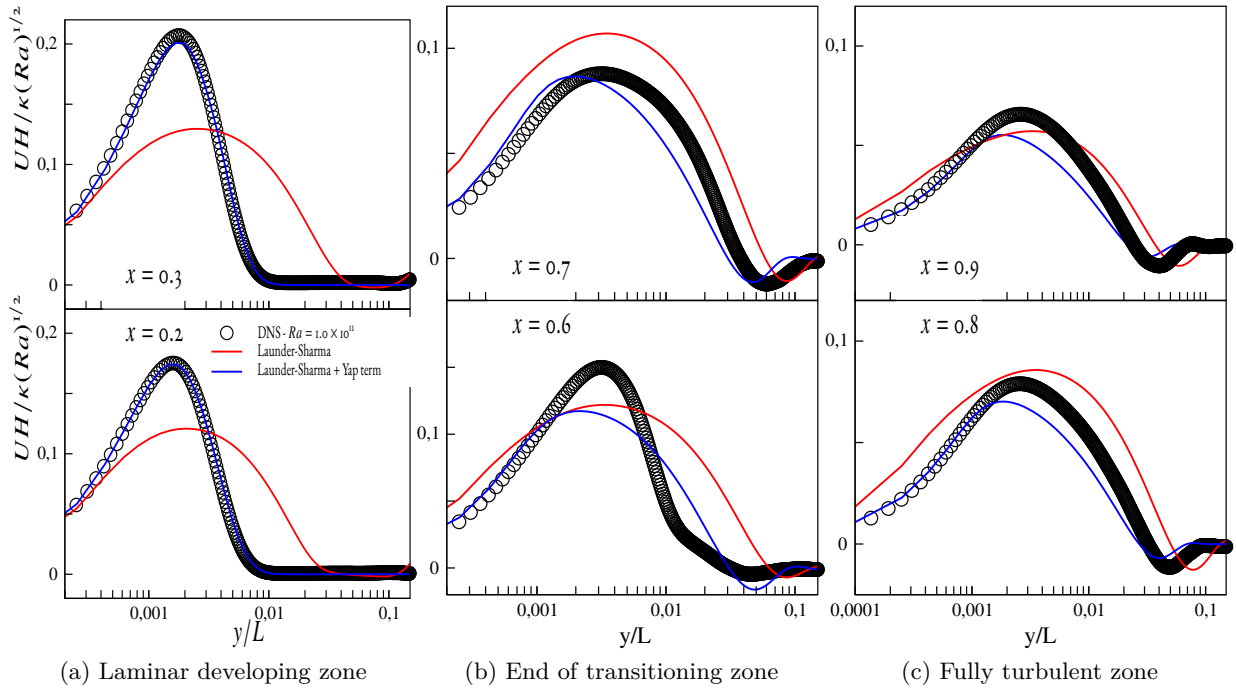 UH/κ(Ra)^{1/2}
0,2
0,1
0
x = 0.3
0,1
0
x = 0.7
0,1
0
x = 0.9
UH/κ(Ra)^{1/2}
0,2
0,1
0
x = 0.2
DNS - Ra = 1.0 × 10¹¹
Launder-Sharma
Launder-Sharma + Yap term
0,001
0,01
0,1
y/L
x = 0.6
0,1
0
0,001
0,01
0,1
y/L
x = 0.8
0,1
0
0,0001
0,001
0,01
0,1
y/L
(a) Laminar developing zone
(b) End of transitioning zone
(c) Fully turbulent zone